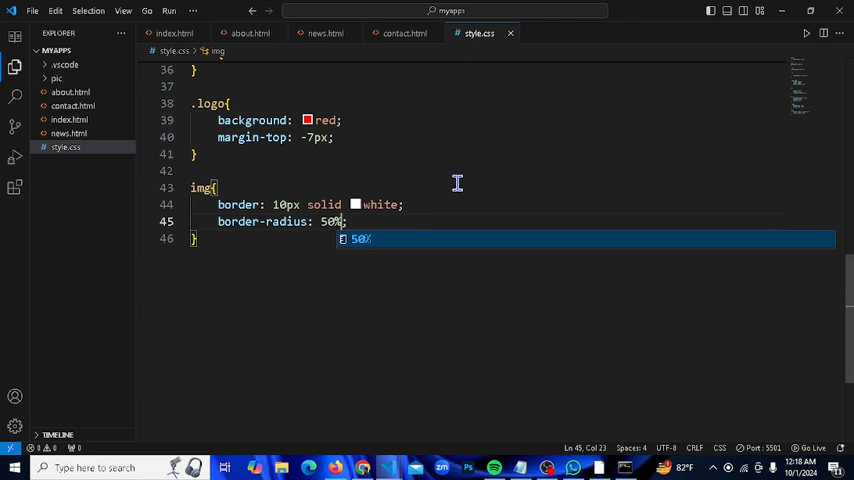 File Edit Selection View Go Run ... myapps
EXPLORER ... index.html about.html news.html contact.html style.css
MYAPPS style.css > img
.vscode
pic
about.html
contact.html
index.html
news.html
style.css
36 }
37
38 .logo{
39 background: red;
40 margin-top: -7px;
41 }
42
43 img{
44 border: 10px solid white;
45 border-radius: 50%;
46 }
50%
TIMELINE
0 0 0 Ln 45, Col 23 Spaces: 4 UTF-8 CRLF CSS Port : 5501 Go Live
Type here to search 82°F 12:18 AM
10/1/2024